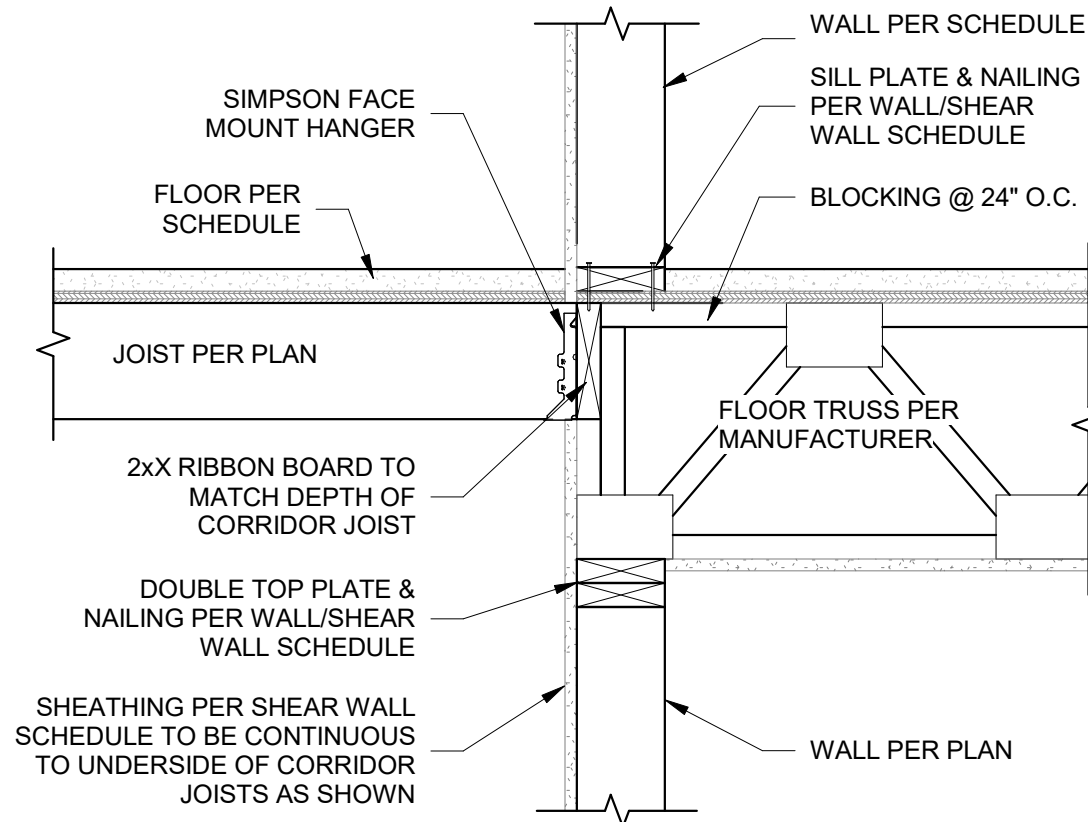 WALL PER SCHEDULE
SILL PLATE & NAILING
PER WALL/SHEAR
WALL SCHEDULE
BLOCKING @ 24" O.C.
SIMPSON FACE
MOUNT HANGER
FLOOR PER
SCHEDULE
JOIST PER PLAN
FLOOR TRUSS PER
MANUFACTURER
2xX RIBBON BOARD TO
MATCH DEPTH OF
CORRIDOR JOIST
DOUBLE TOP PLATE &
NAILING PER WALL/SHEAR
WALL SCHEDULE
SHEATHING PER SHEAR WALL
SCHEDULE TO BE CONTINUOUS
TO UNDERSIDE OF CORRIDOR
JOISTS AS SHOWN
WALL PER PLAN